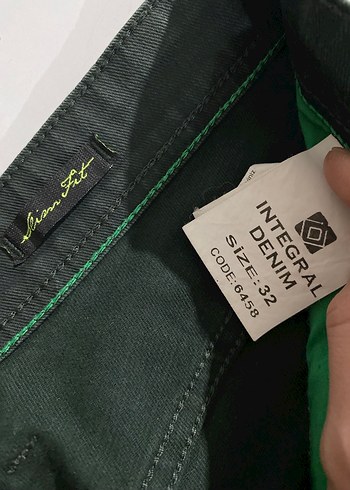 Slim Fit
INTEGRAL
DENIM
SiZE: 32
CODE: 6458